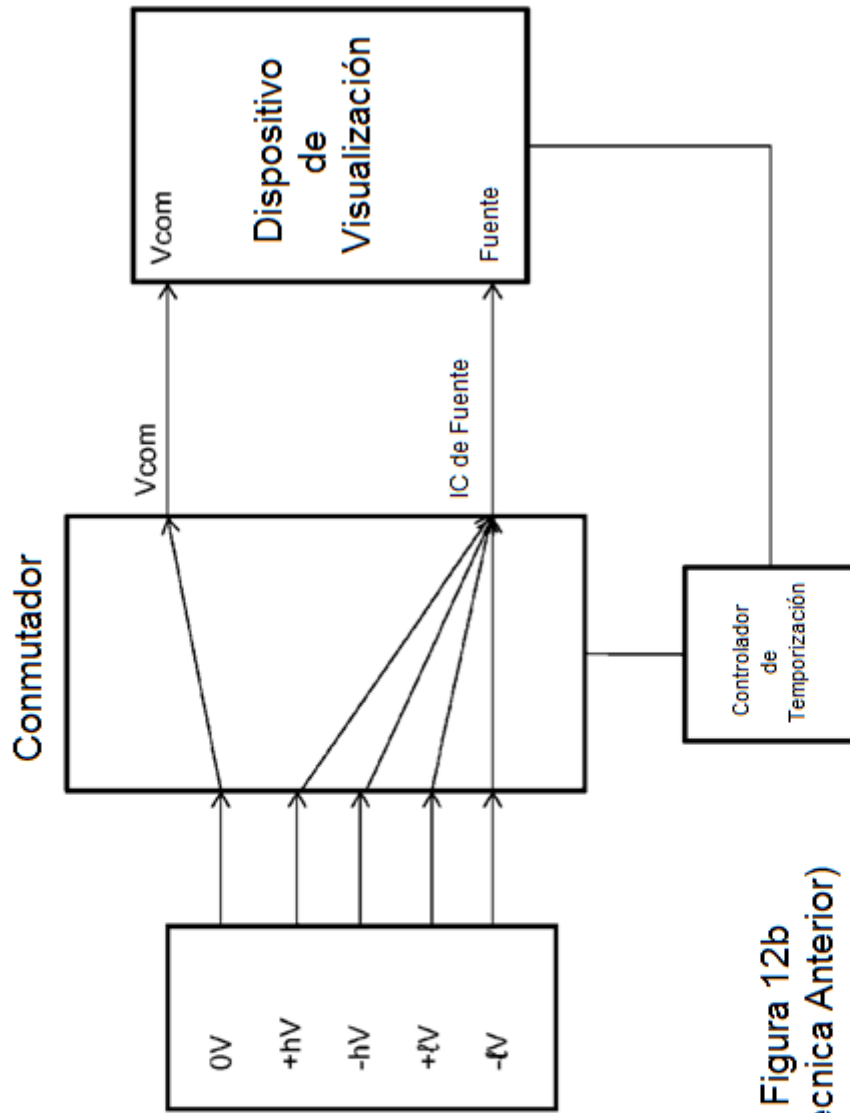 Conmutador
0V
+hV
-hV
+ℓV
-ℓV
Vcom
IC de Fuente
Vcom
Dispositivo
de
Visualización
Fuente
Controlador
de
Temporización
Figura 12b
Anterior)